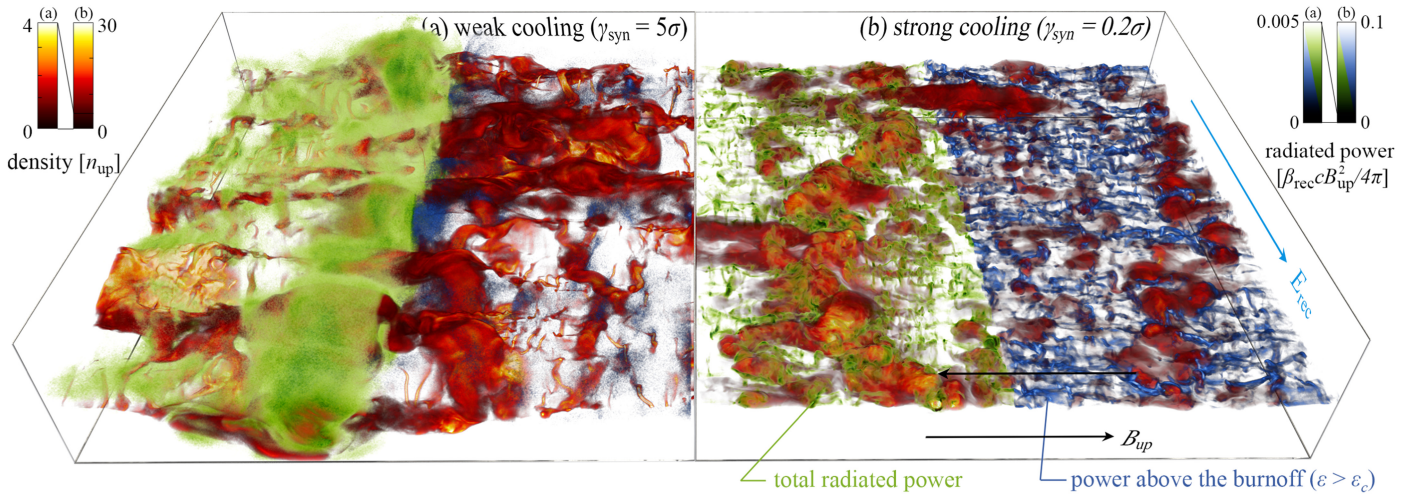 (a) (b)
4 30
0 0
density [n_up]
(a) weak cooling (γ_syn = 5σ)
(b) strong cooling (γ_syn = 0.2σ)
(a) (b)
0.005 0.1
0 0
radiated power
[β_rec cB²_up/4π]
E_rec
B_up
total radiated power
power above the burnoff (ε > ε_c)